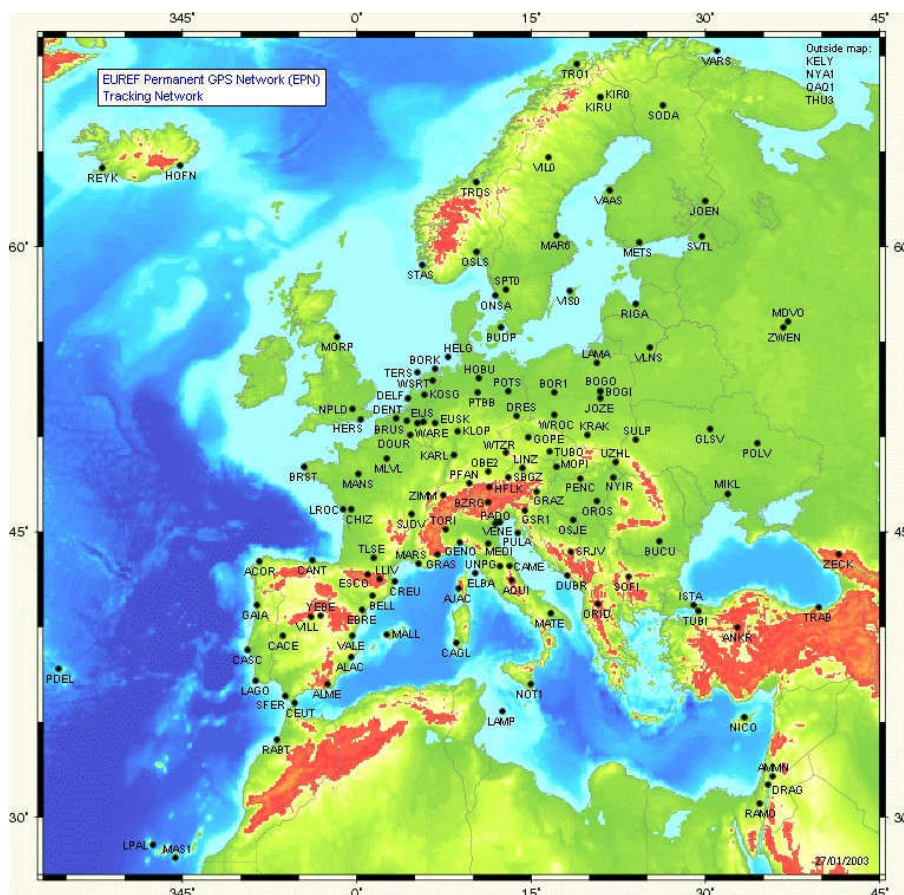 345° 0° 15° 30° 45°
EUREF Permanent GPS Network (EPN)
Tracking Network
Outside map:
KELY
NYA1
QAQ1
THU3
VARS
TRO1
KIR0
KIRU
SODA
REYK
HOFN
VIL0
TRDS
VAAS
JOEN
60°
60°
MAR6
METS
SVTL
OSLS
STAS
SPT0
ONSA
VIS0
RIGA
MDVO
ZWEN
BUDP
MORP
HELG
LAMA
VLNS
BORK
TERS
HOBU
WSRT
POTS
BOR1
BOGO
BOGI
DELF
KOSG
PTBB
JOZE
NPLD
DENT
EIJS
EUSK
DRES
HERS
BRUS
WARE
KLOP
WROC
KRAK
GLSV
DOUR
GOPE
SULP
POLV
KARL
WTZR
TUBO
UZHL
BRST
MLVL
OBE2
LINZ
MOPI
MANS
PFAN
SBGZ
PENC
NYIR
MIKL
HFLK
ZIMM
BZRG
GRAZ
OROS
LROC
CHIZ
SJDV
PADO
GSR1
45°
45°
TORI
VENE
OSJE
PULA
BUCU
TLSE
MARS
GENO
MEDI
SRJV
ZECK
ACOR
CANT
LLIV
GRAS
UNPG
CAME
ESCO
ELBA
DUBR
SOFI
CREU
AQUI
GAIA
YEBE
BELL
AJAC
ORID
ISTA
TRAB
VILL
EBRE
MATE
TUBI
CACE
VALE
MALL
ANKR
CASC
CAGL
ALAC
PDEL
LAGO
ALME
NOT1
SFER
CEUT
LAMP
NICO
RABT
AMMN
DRAG
RAMO
30°
30°
LPAL
MAS1
27/01/2003
345° 0° 15° 30° 45°